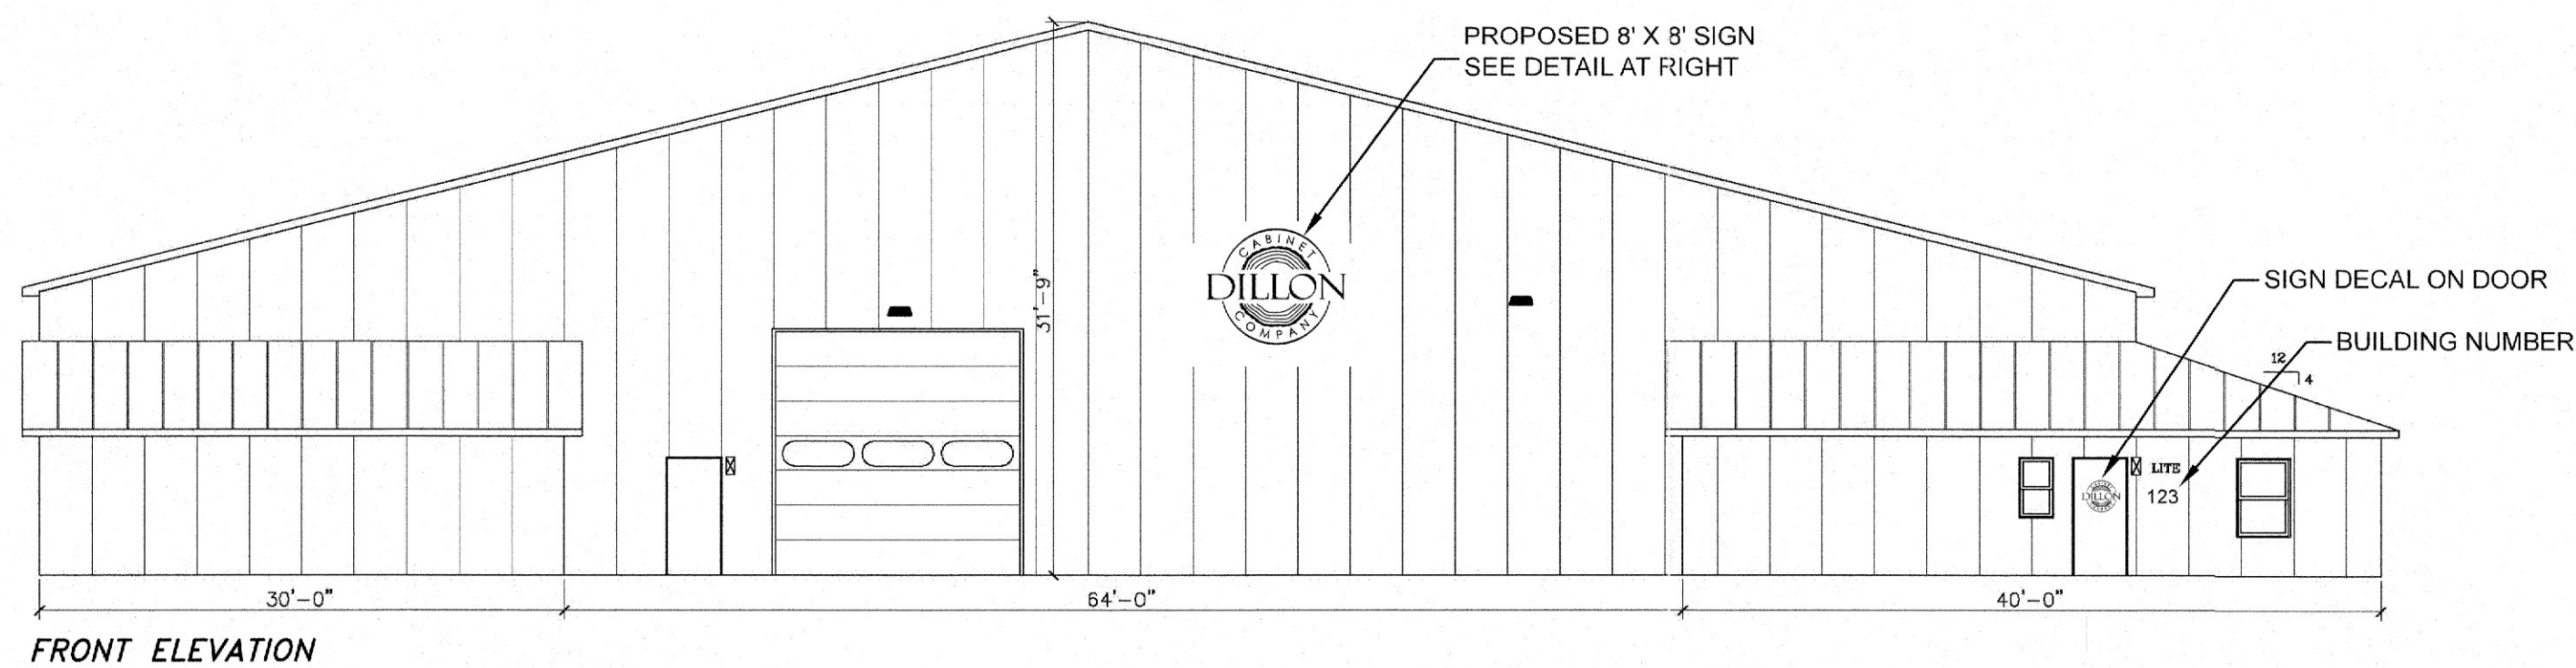 PROPOSED 8' X 8' SIGN
SEE DETAIL AT RIGHT
CABINET
DILLON
COMPANY
31'-9"
SIGN DECAL ON DOOR
BUILDING NUMBER
12
4
LITE
DILLON
123
30'-0"
64'-0"
40'-0"
FRONT ELEVATION